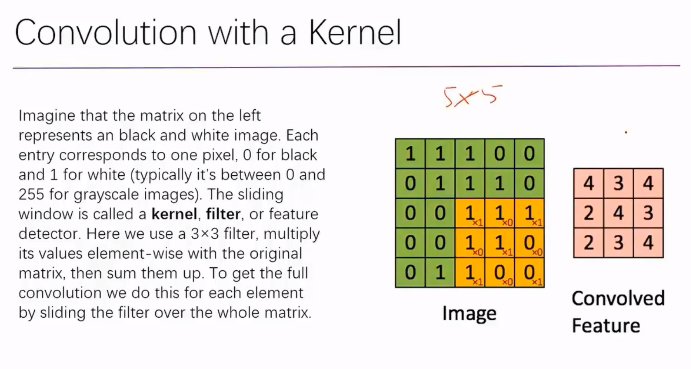 Convolution with a Kernel
Imagine that the matrix on the left
represents an black and white image. Each
entry corresponds to one pixel, 0 for black
and 1 for white (typically it's between 0 and
255 for grayscale images). The sliding
window is called a kernel, filter, or feature
detector. Here we use a 3×3 filter, multiply
its values element-wise with the original
matrix, then sum them up. To get the full
convolution we do this for each element
by sliding the filter over the whole matrix.
5×5
1 1 1 0 0
0 1 1 1 0
0 0 1×1 1×0 1×1
0 0 1×0 1×1 0×0
0 1 1×1 0×0 0×1
Image
4 3 4
2 4 3
2 3 4
Convolved
Feature